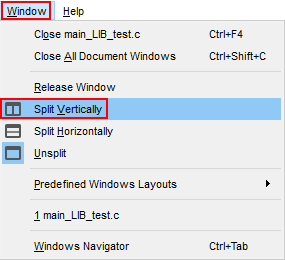 Window Help
Close main_LIB_test.c Ctrl+F4
Close All Document Windows Ctrl+Shift+C
Release Window
Split Vertically
Split Horizontally
Unsplit
Predefined Windows Layouts
1 main_LIB_test.c
Windows Navigator Ctrl+Tab